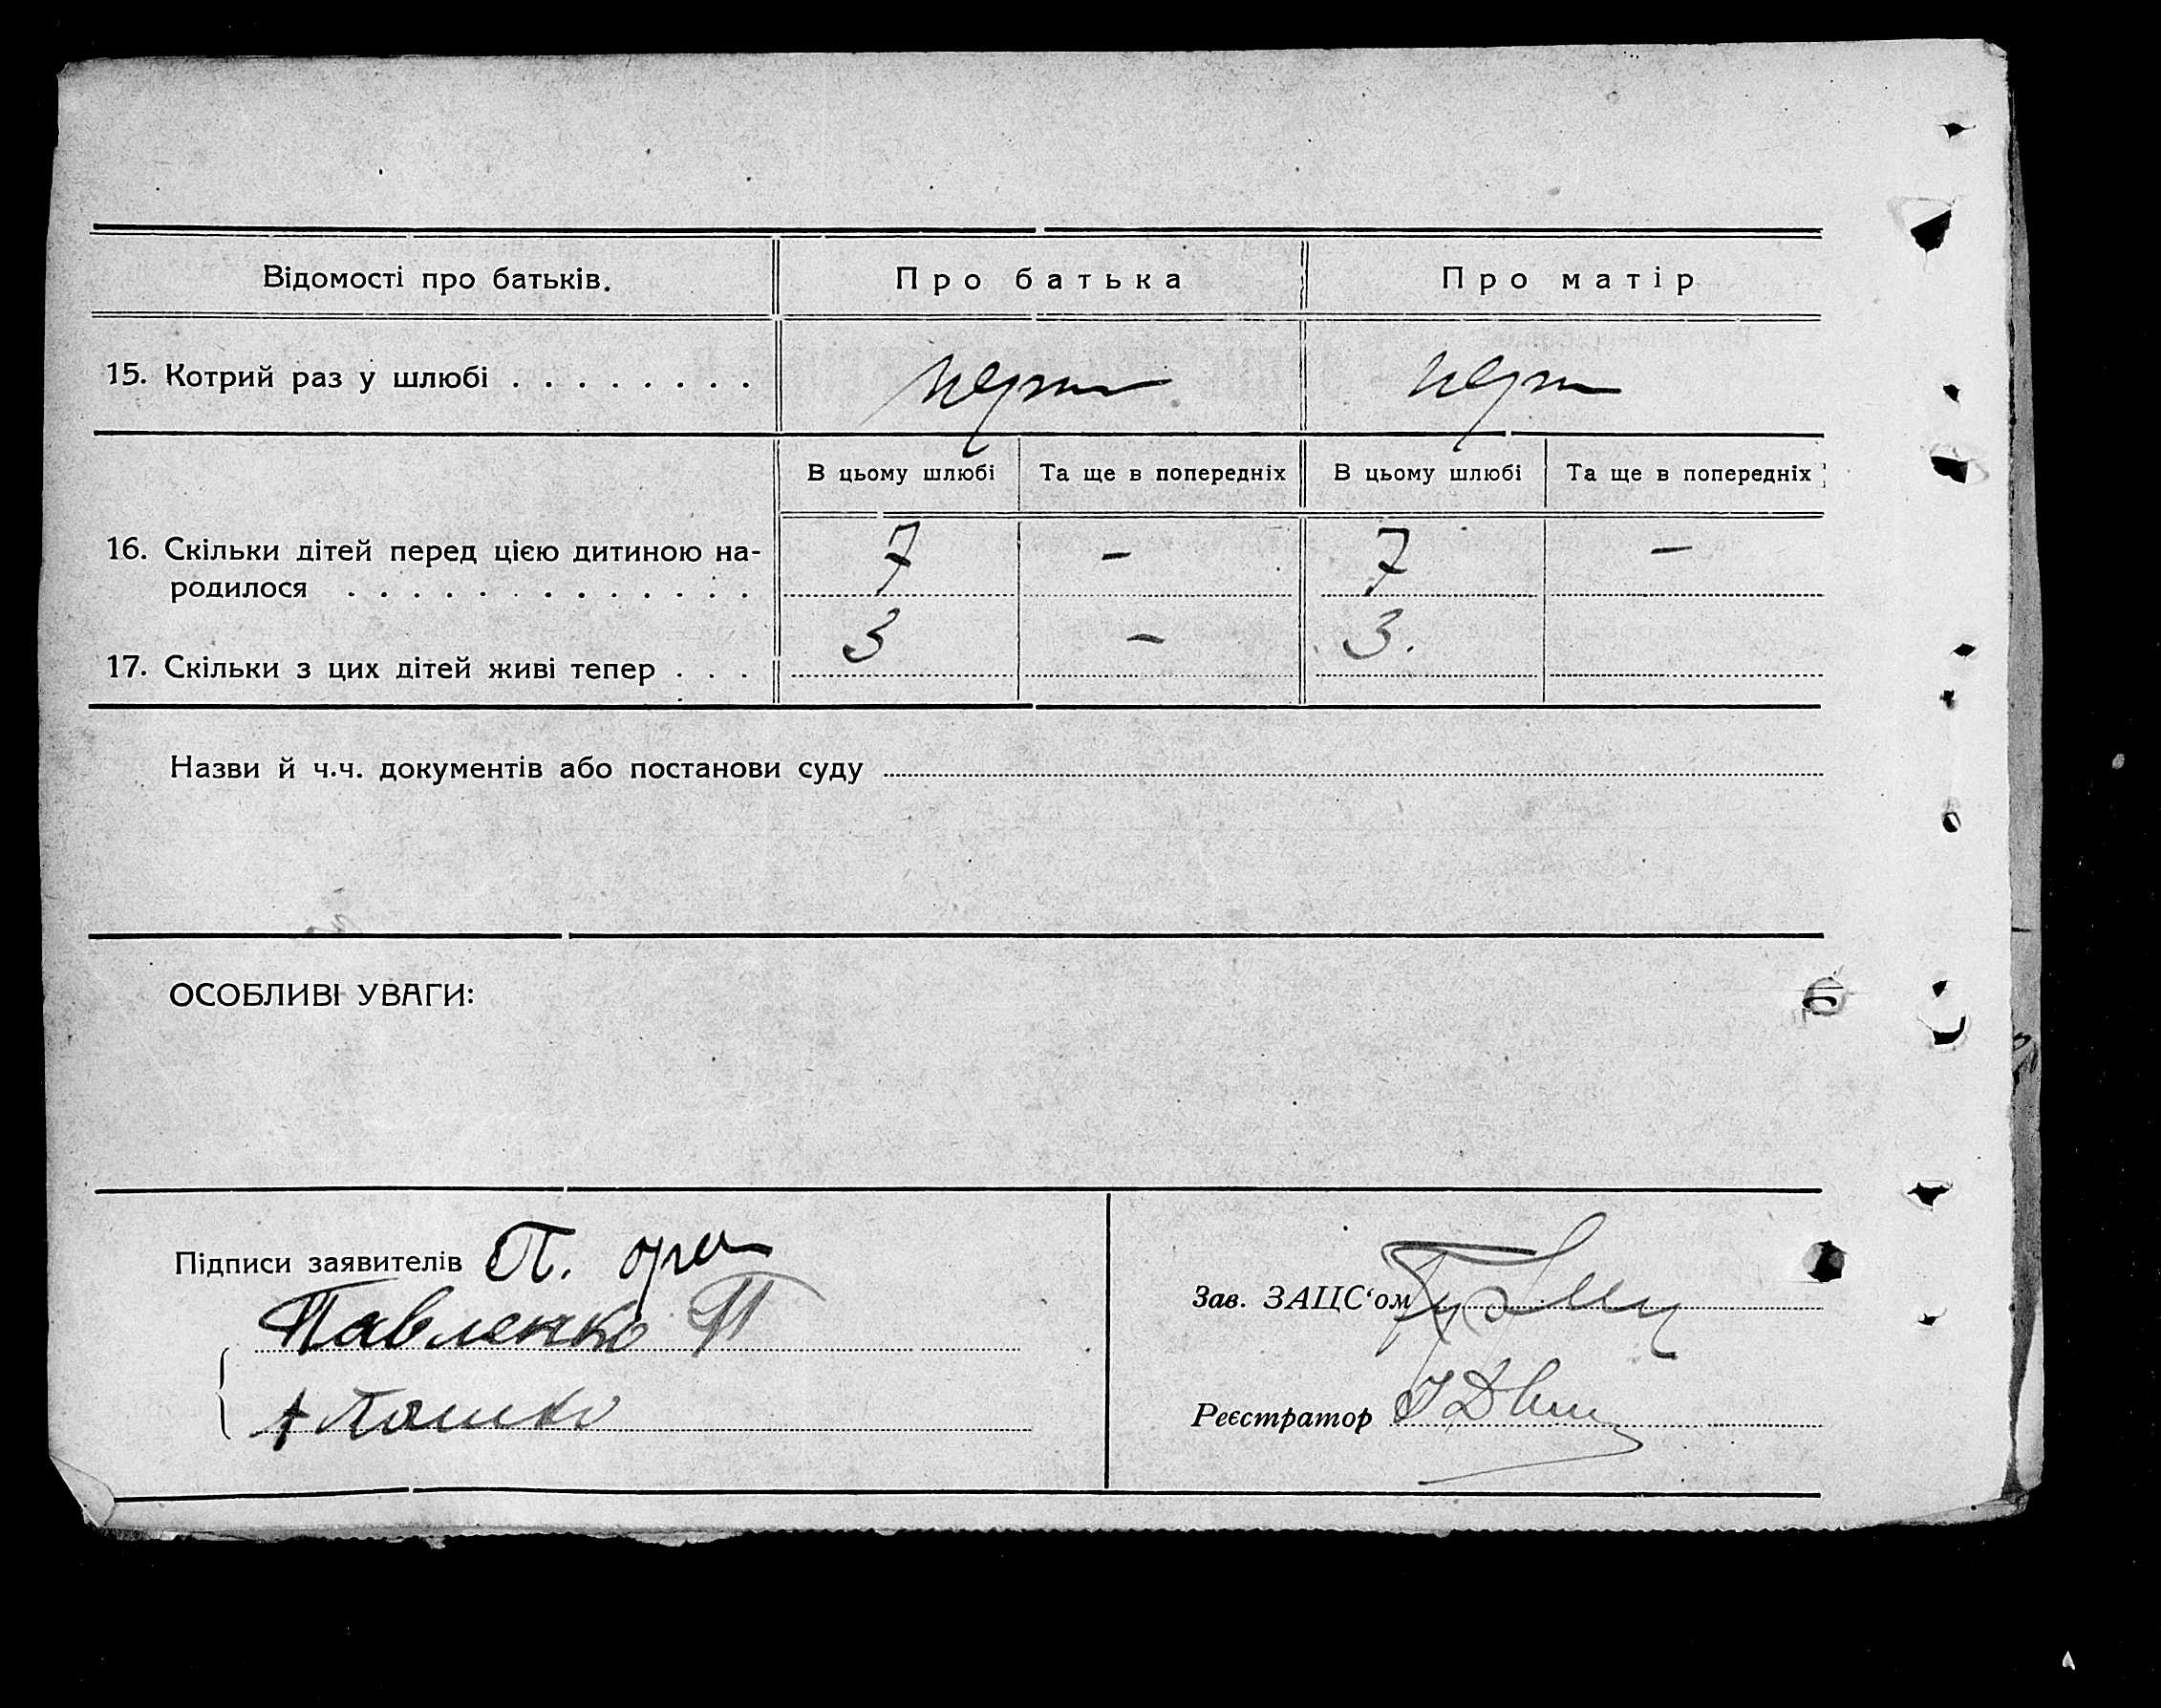 Відомості про батьків. Про батька Про матір
15. Котрий раз у шлюбі . . . . . . . . перш перш
В цьому шлюбі Та ще в попередніх В цьому шлюбі Та ще в попередніх
16. Скільки дітей перед цією дитиною на-
родилося . . . . . . . . . . . . . 7 - 7 -
17. Скільки з цих дітей живі тепер . . . 3 - 3.
Назви й ч.ч. документів або постанови суду
ОСОБЛИВІ УВАГИ:
Підписи заявителів П.
Павленко П
Зав. ЗАЦС‘ом
Реєстратор